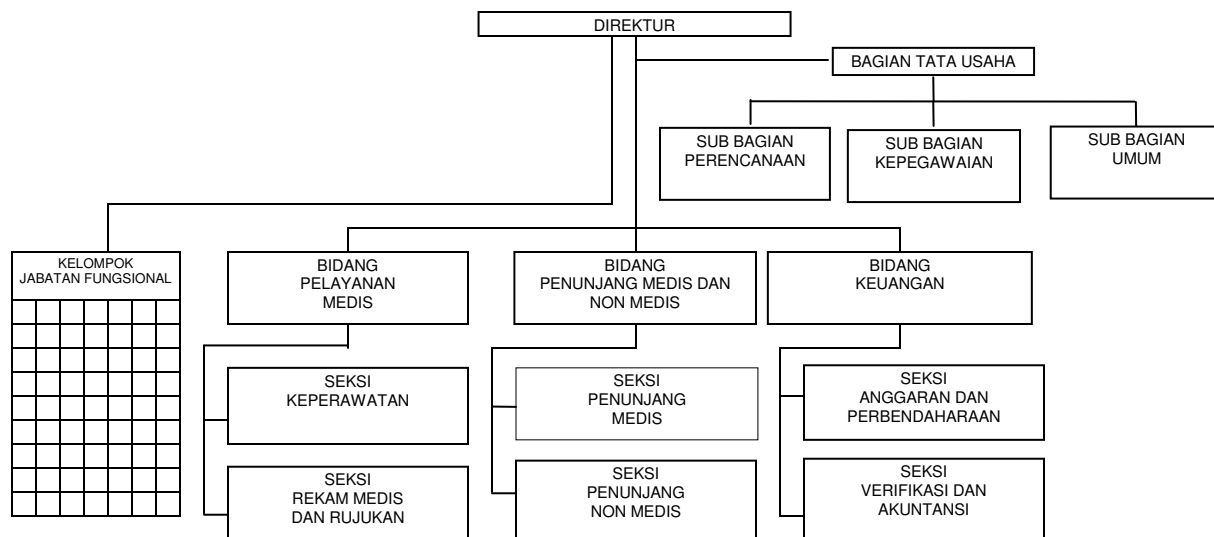 DIREKTUR
BAGIAN TATA USAHA
SUB BAGIAN
PERENCANAAN
SUB BAGIAN
KEPEGAWAIAN
SUB BAGIAN
UMUM
KELOMPOK
JABATAN FUNGSIONAL
BIDANG
PELAYANAN
MEDIS
BIDANG
PENUNJANG MEDIS DAN
NON MEDIS
BIDANG
KEUANGAN
SEKSI
KEPERAWATAN
SEKSI
PENUNJANG
MEDIS
SEKSI
ANGGARAN DAN
PERBENDAHARAAN
SEKSI
REKAM MEDIS
DAN RUJUKAN
SEKSI
PENUNJANG
NON MEDIS
SEKSI
VERIFIKASI DAN
AKUNTANSI